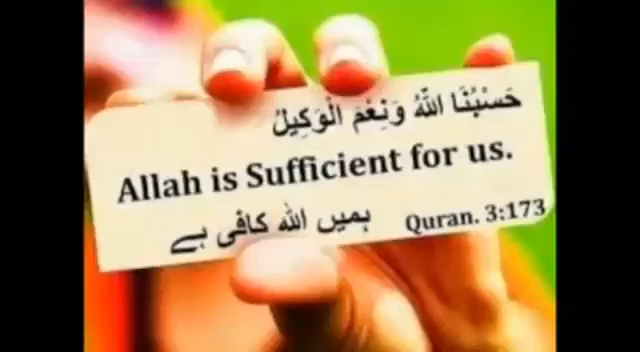 حَسْبُنَا اللّٰهُ وَنِعْمَ الْوَكِيلُ
Allah is Sufficient for us.
ہمیں اللہ کافی ہے
Quran. 3:173